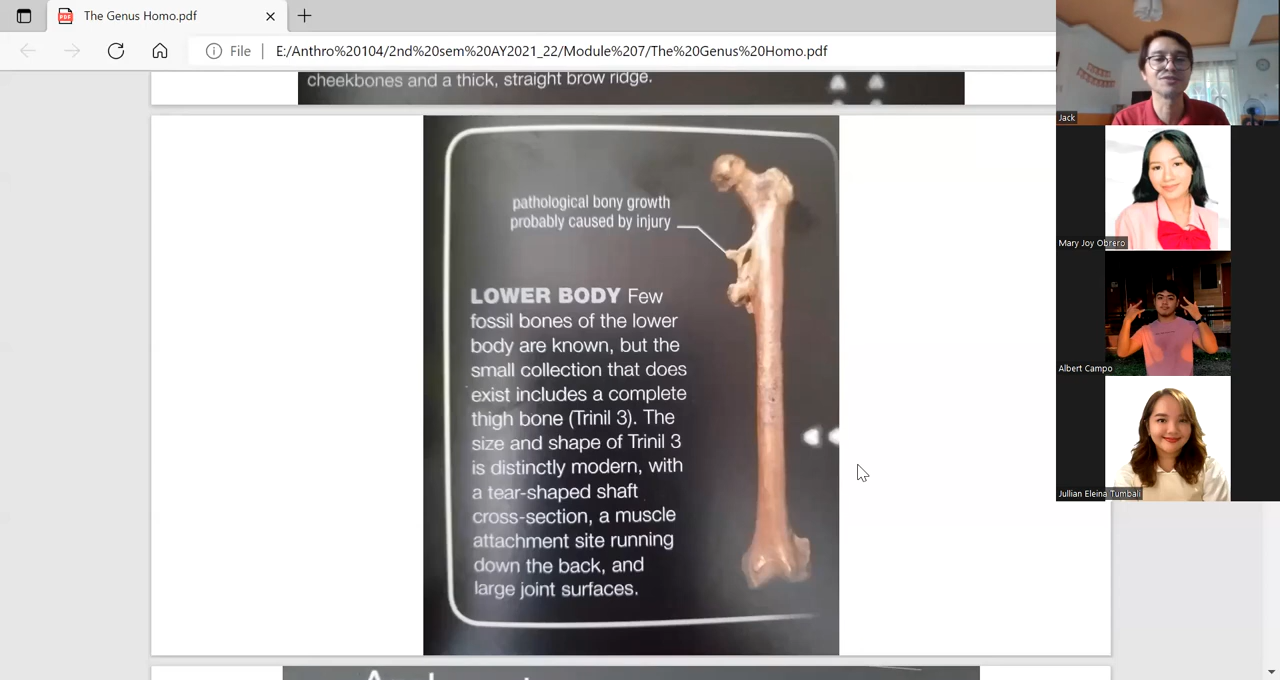 The Genus Homo.pdf
PDF
File
E:/Anthro%20104/2nd%20sem%20AY2021_22/Module%207/The%20Genus%20Homo.pdf
cheekbones and a thick, straight brow ridge.
pathological bony growth
probably caused by injury
LOWER BODY Few
fossil bones of the lower
body are known, but the
small collection that does
exist includes a complete
thigh bone (Trinil 3). The
size and shape of Trinil 3
is distinctly modern, with
a tear-shaped shaft
cross-section, a muscle
attachment site running
down the back, and
large joint surfaces.
Jack
Mary Joy Obrero
Albert Campo
Jullian Eleina Tumbali